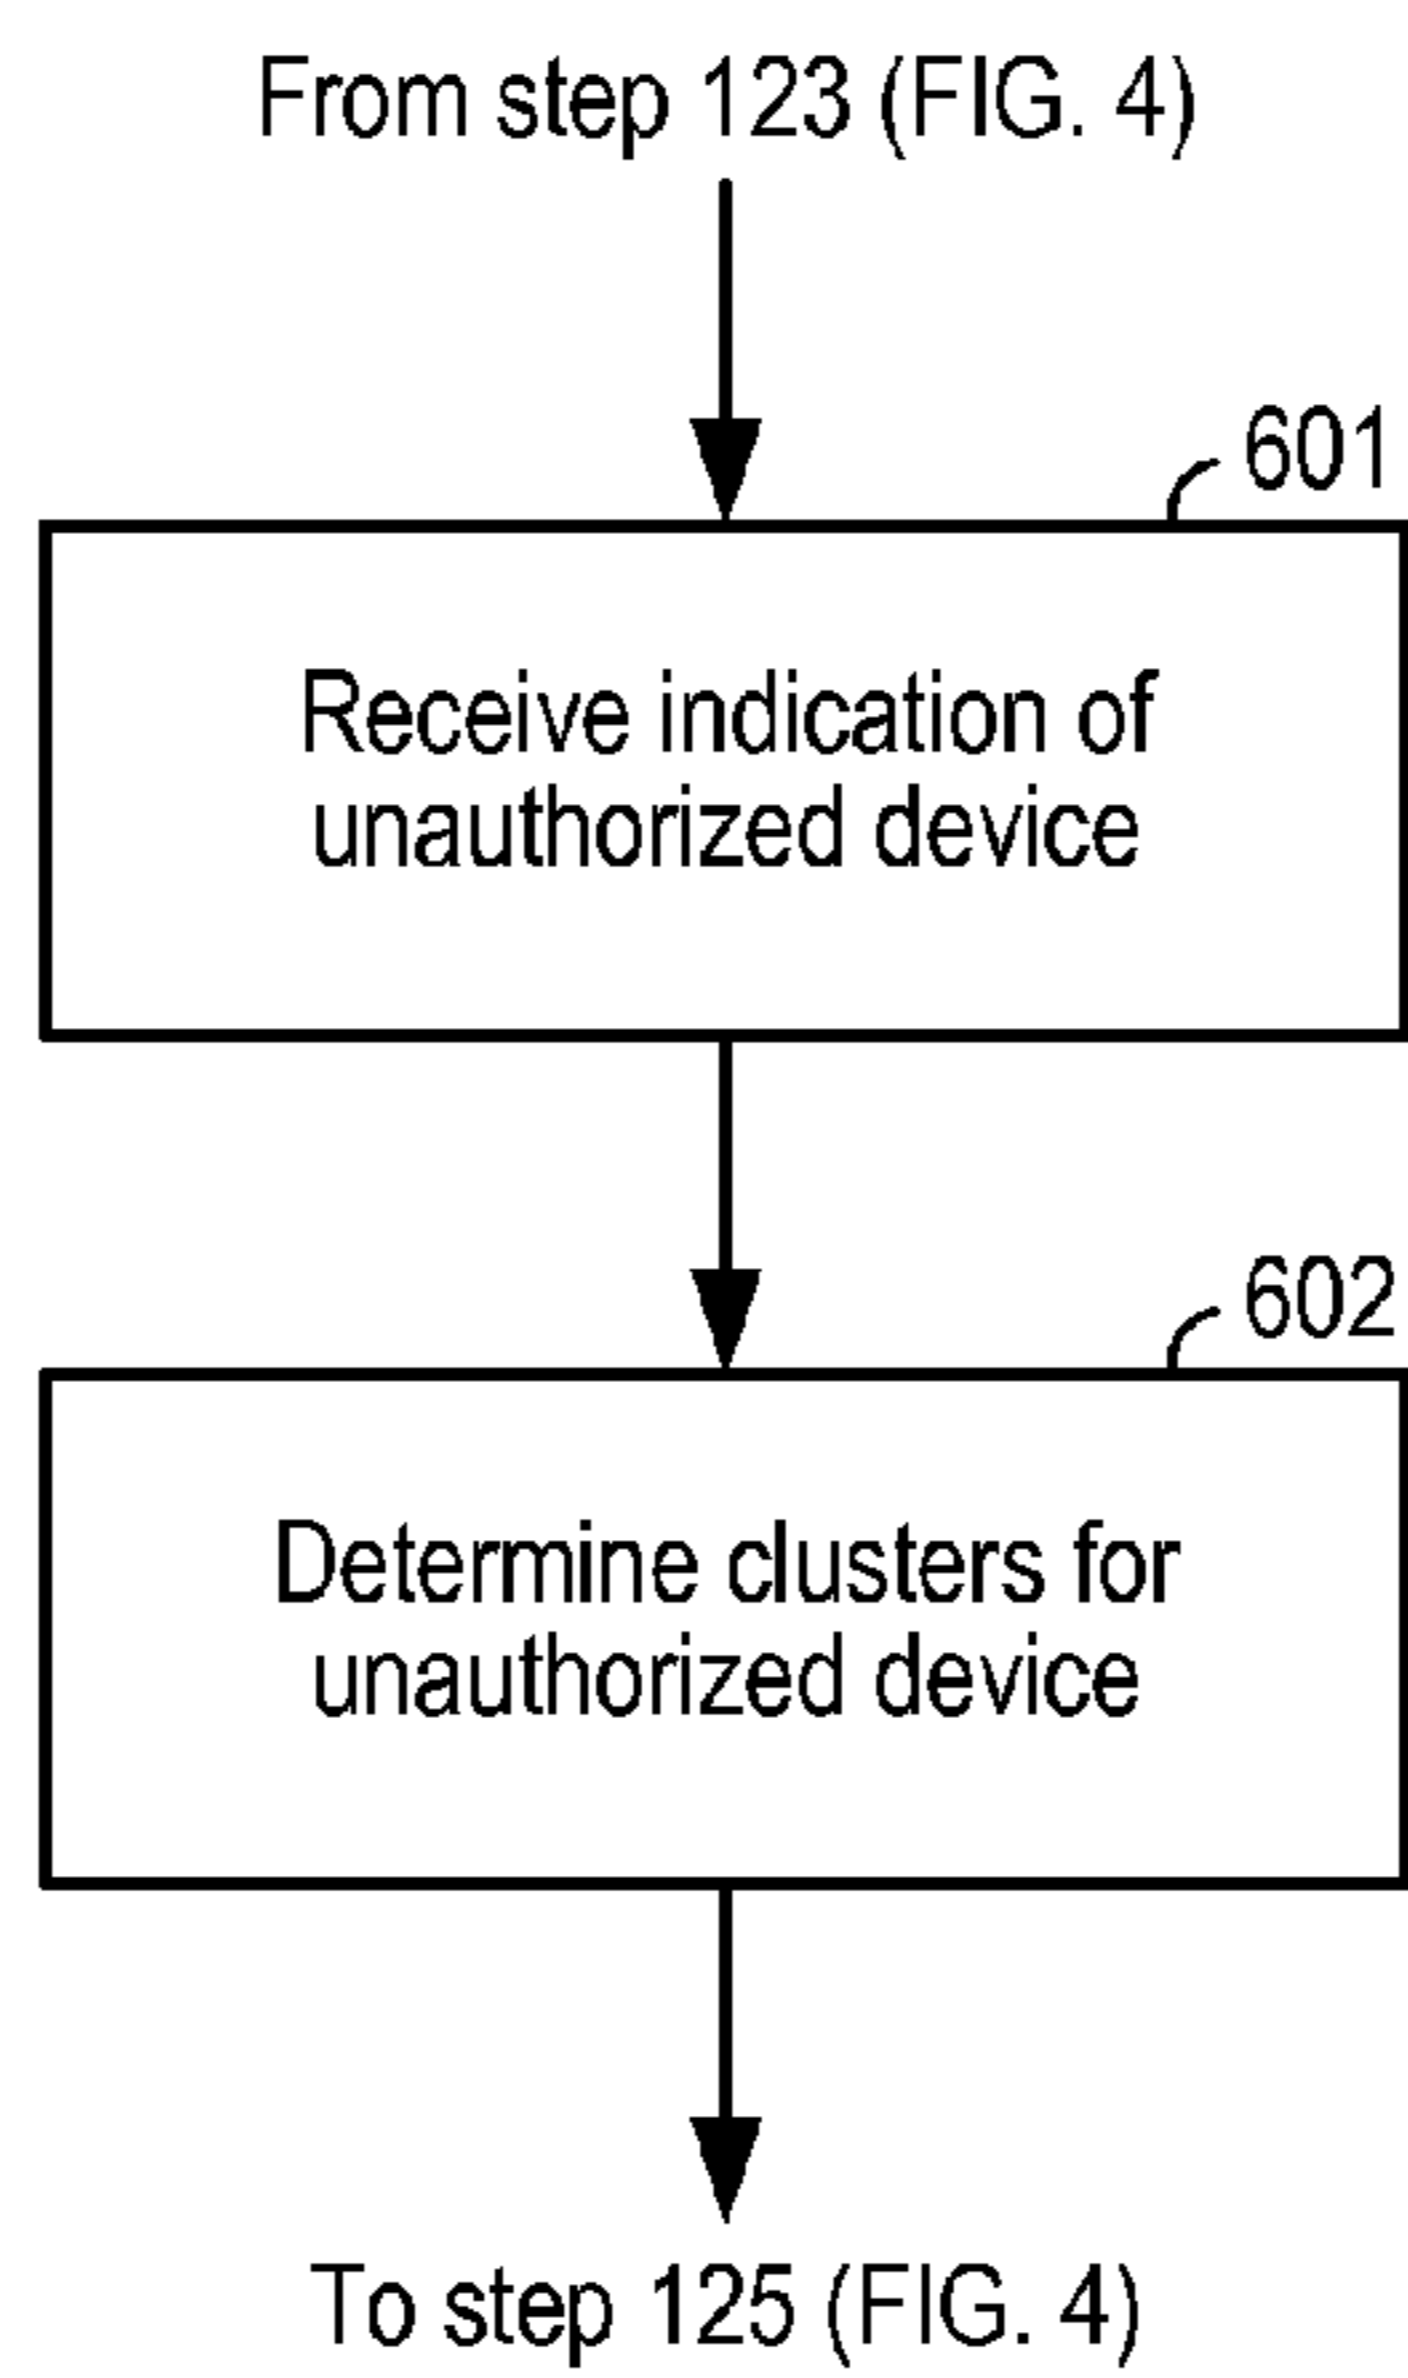 From step 123 (FIG. 4)
601
Receive indication of
unauthorized device
602
Determine clusters for
unauthorized device
To step 125 (FIG. 4)